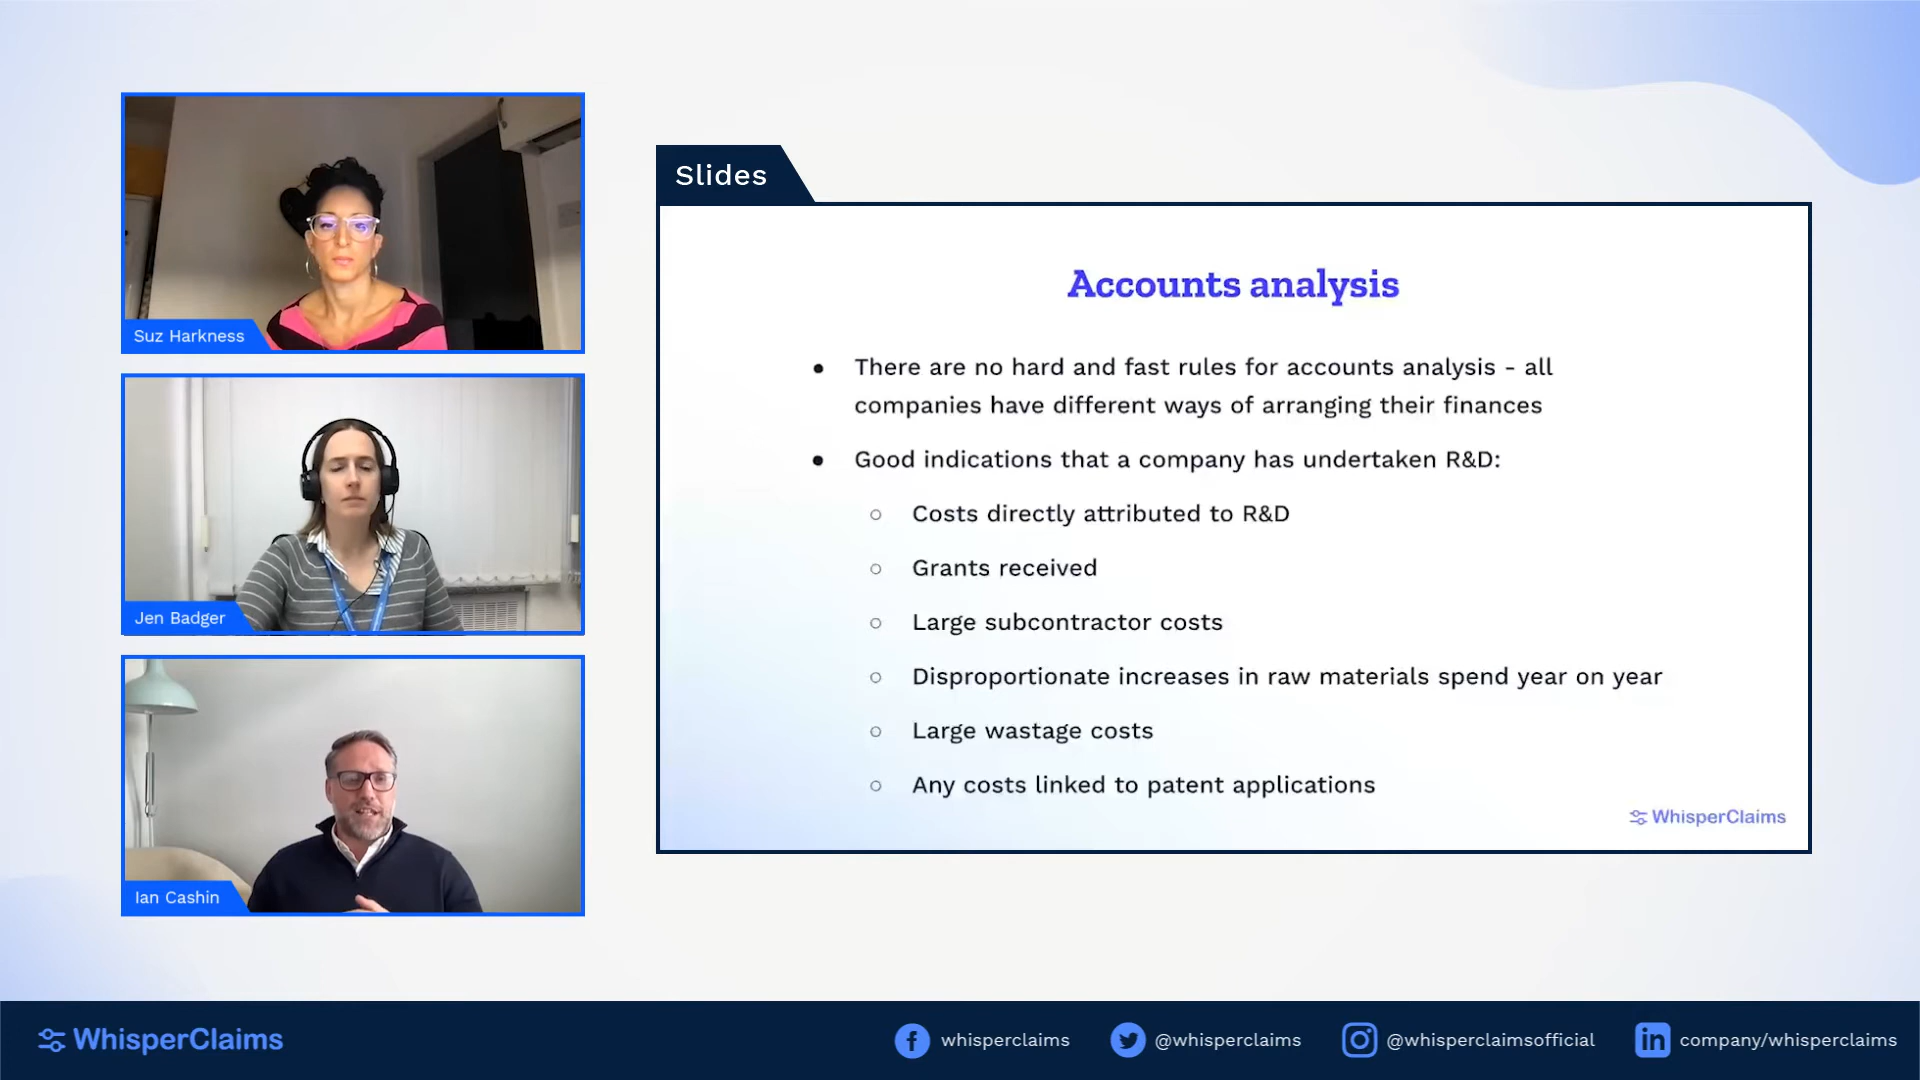 Suz Harkness
Jen Badger
Ian Cashin
Slides
Accounts analysis
● There are no hard and fast rules for accounts analysis - all
companies have different ways of arranging their finances
● Good indications that a company has undertaken R&D:
○ Costs directly attributed to R&D
○ Grants received
○ Large subcontractor costs
○ Disproportionate increases in raw materials spend year on year
○ Large wastage costs
○ Any costs linked to patent applications
WhisperClaims
WhisperClaims
whisperclaims
@whisperclaims
@whisperclaimsofficial
in company/whisperclaims